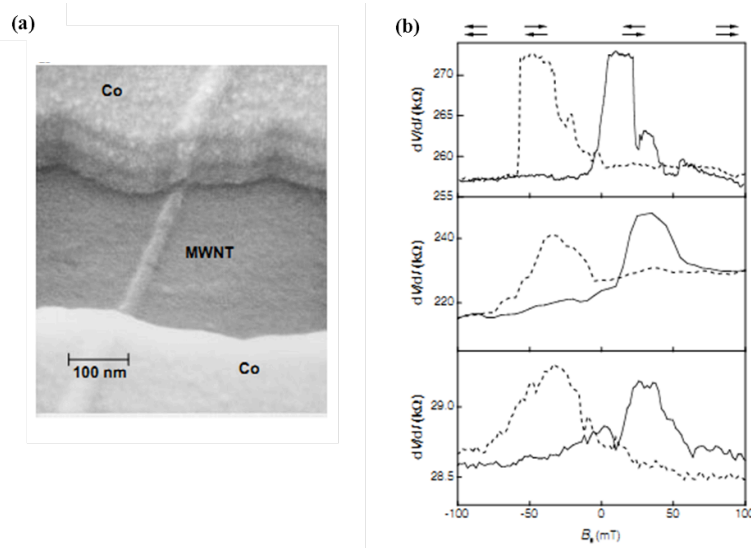 (a)
Co
MWNT
100 nm
Co
(b)
270
265
260
255
dV/dI (kΩ)
240
220
dV/dI (kΩ)
29.0
28.5
dV/dI (kΩ)
-100 -50 0 50 100
(mT)